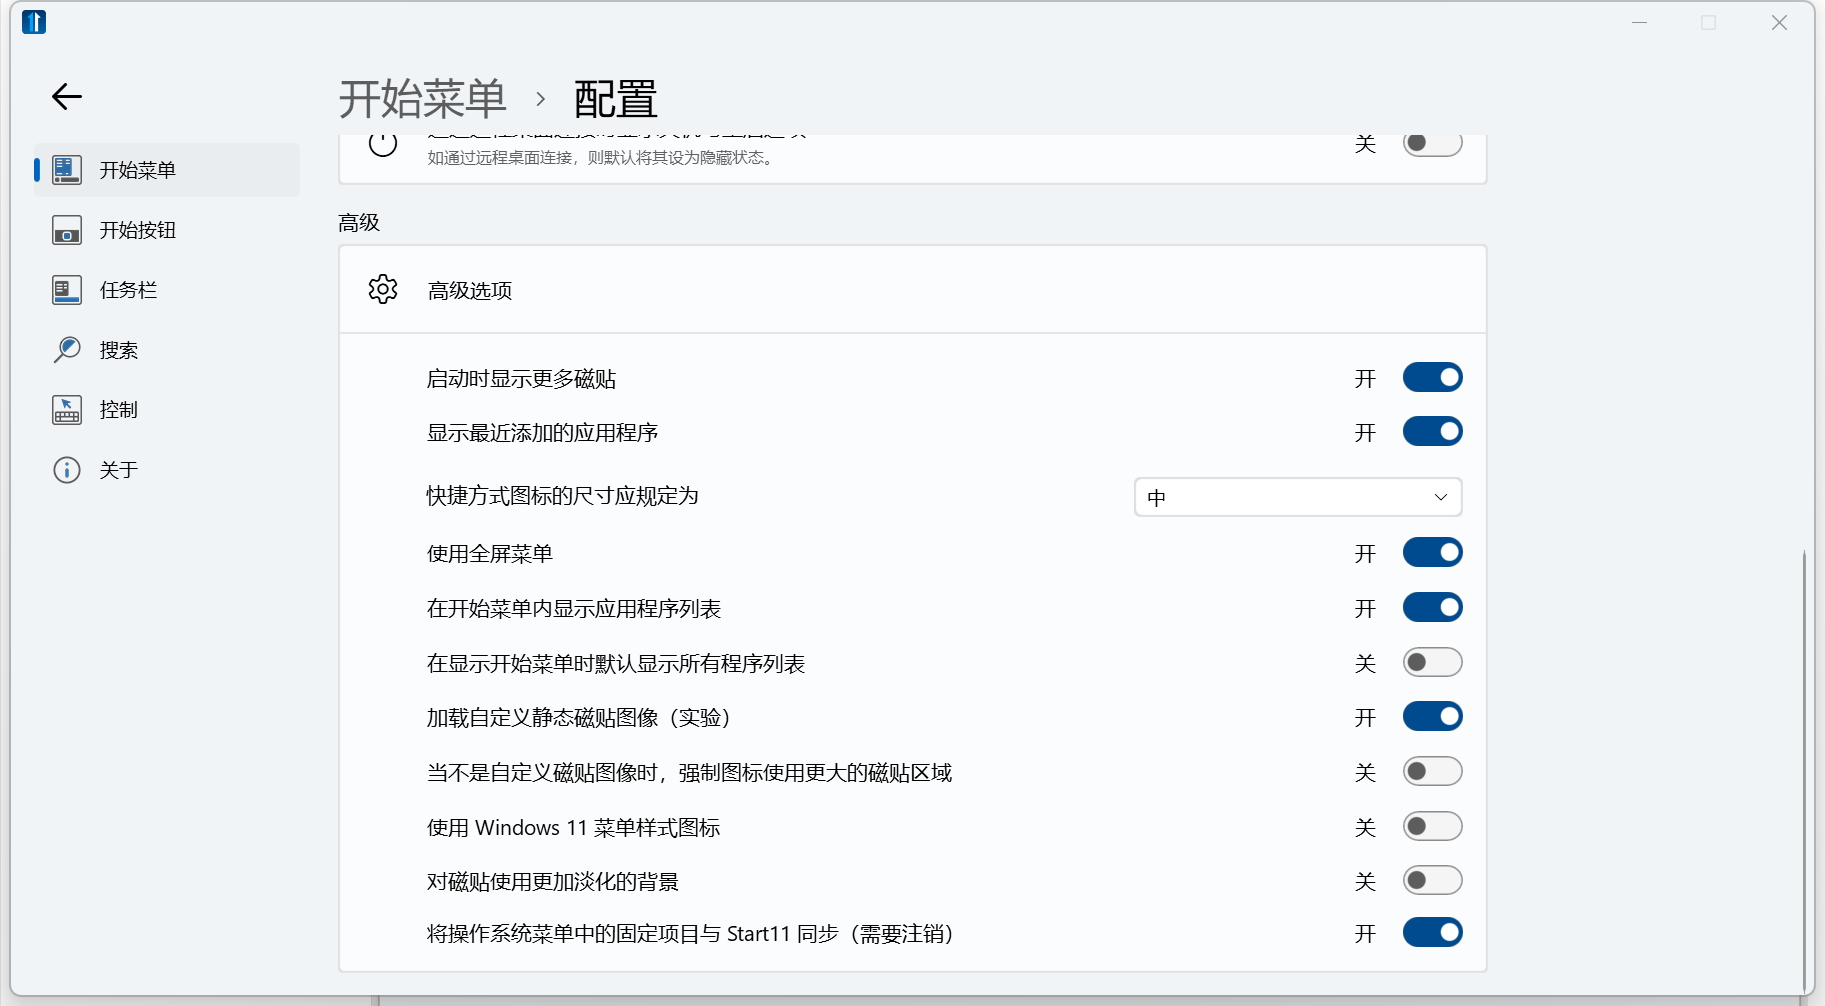 开始菜单 › 配置
如通过远程桌面连接，则默认将其设为隐藏状态。
关
开始菜单
开始按钮
任务栏
搜索
控制
关于
高级
高级选项
启动时显示更多磁贴 开
显示最近添加的应用程序 开
快捷方式图标的尺寸应规定为 中
使用全屏菜单 开
在开始菜单内显示应用程序列表 开
在显示开始菜单时默认显示所有程序列表 关
加载自定义静态磁贴图像（实验） 开
当不是自定义磁贴图像时，强制图标使用更大的磁贴区域 关
使用 Windows 11 菜单样式图标 关
对磁贴使用更加淡化的背景 关
将操作系统菜单中的固定项目与 Start11 同步（需要注销） 开